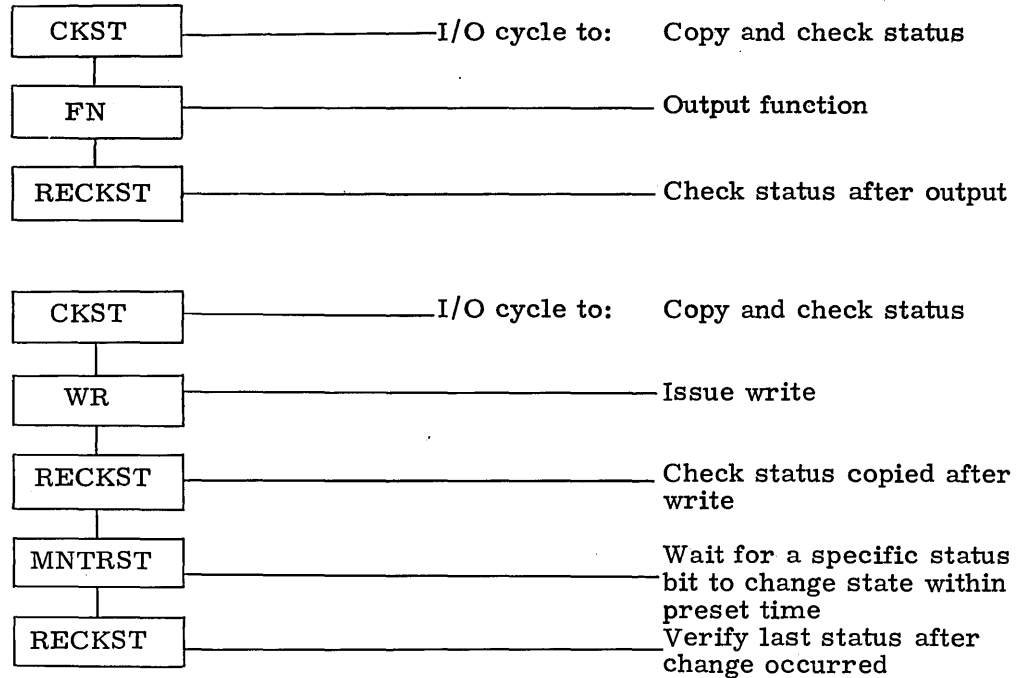 CKST I/O cycle to: Copy and check status
FN Output function
RECKST Check status after output
CKST I/O cycle to: Copy and check status
WR Issue write
RECKST Check status copied after
write
MNTRST Wait for a specific status
bit to change state within
preset time
RECKST Verify last status after
change occurred